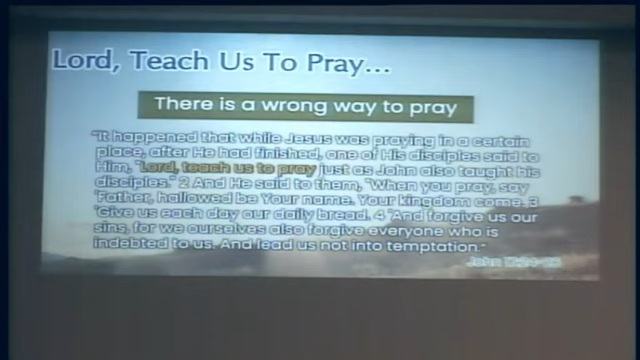 Lord, Teach Us To Pray...
There is a wrong way to pray
"It happened that while Jesus was praying in a certain
place, after He had finished, one of His disciples said to
Him, "Lord, teach us to pray just as John also taught his
disciples." 2 And He said to them, "When you pray, say
'Father, hallowed be Your name. Your kingdom come. 3
'Give us each day our daily bread. 4 'And forgive us our
sins, for we ourselves also forgive everyone who is
indebted to us. And lead us not into temptation."
John